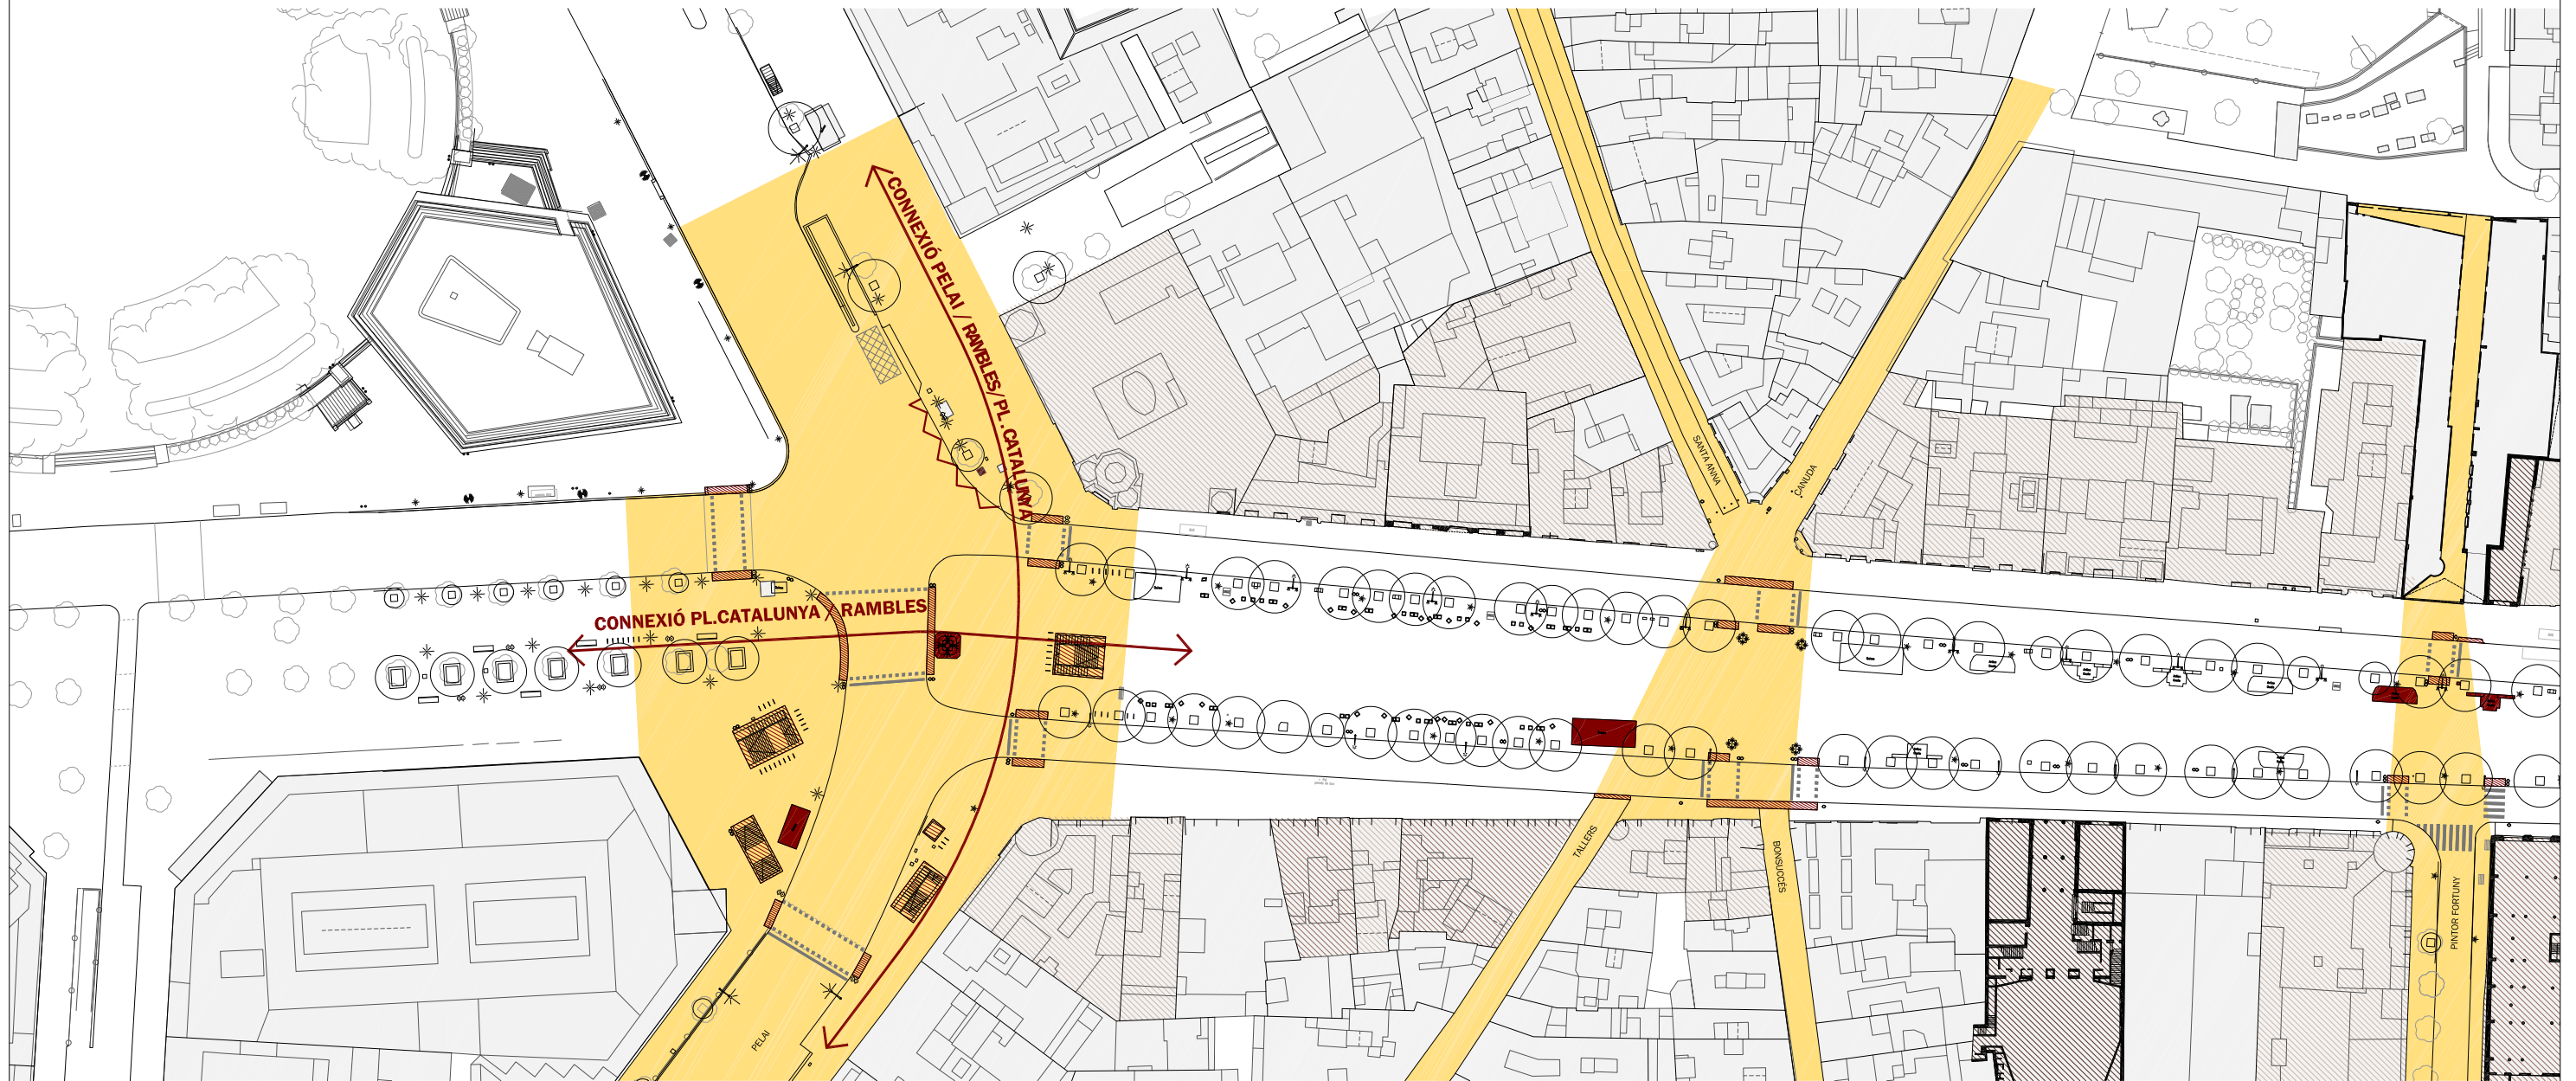 CONNEXIÓ PELAI / RAMBLES/PL.CATALUNYA
SANTA ANNA
CANUDA
CONNEXIÓ PL.CATALUNYA / RAMBLES
TALLERS
BONSUCCÉS
PINTOR FORTUNY
PELAI